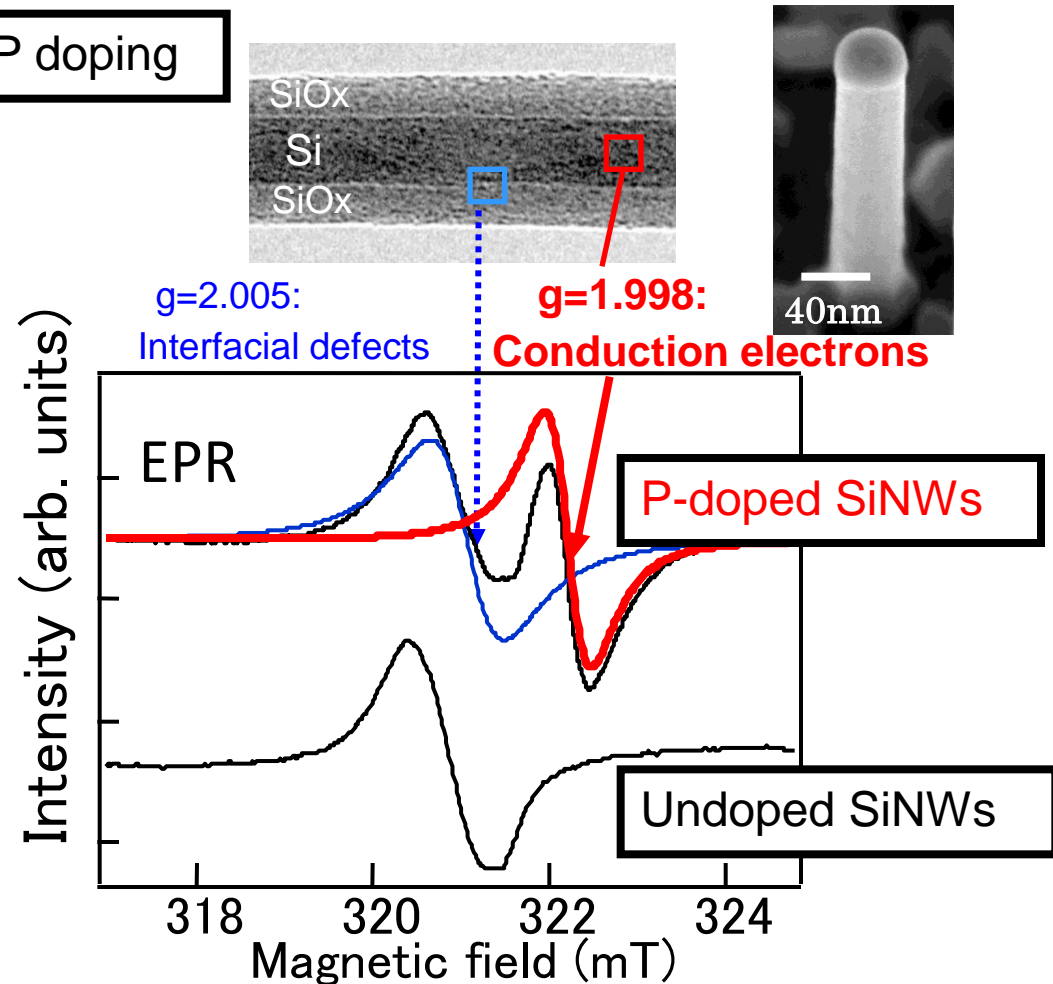 P doping
SiOx
Si
SiOx
40nm
g=2.005:
Interfacial defects
g=1.998:
Conduction electrons
EPR
P-doped SiNWs
Undoped SiNWs
Intensity (arb. units)
318 320 322 324
Magnetic field (mT)